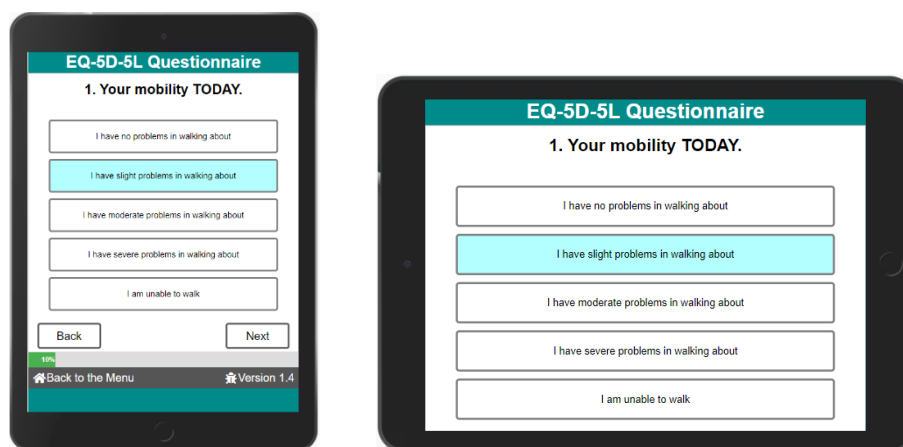 EQ-5D-5L Questionnaire
1. Your mobility TODAY.
I have no problems in walking about
I have slight problems in walking about
I have moderate problems in walking about
I have severe problems in walking about
I am unable to walk
Back
Next
10%
Back to the Menu
Version 1.4
EQ-5D-5L Questionnaire
1. Your mobility TODAY.
I have no problems in walking about
I have slight problems in walking about
I have moderate problems in walking about
I have severe problems in walking about
I am unable to walk